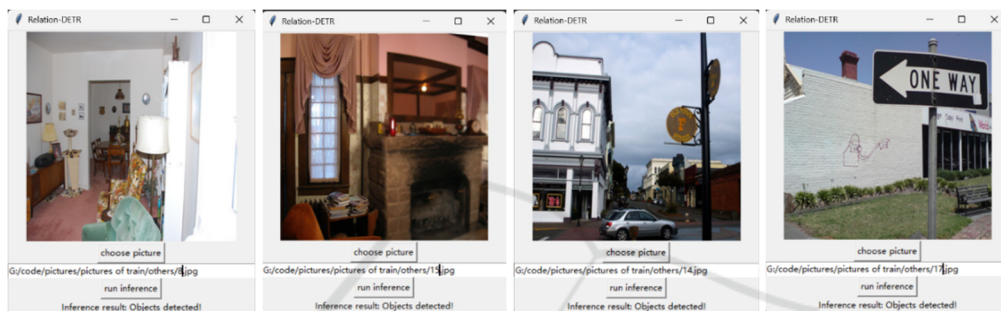 Relation-DETR
choose picture
G:/code/pictures/pictures of train/others/8.jpg
run inference
Inference result: Objects detected!
Relation-DETR
choose picture
G:/code/pictures/pictures of train/others/15.jpg
run inference
Inference result: Objects detected!
Relation-DETR
choose picture
G:/code/pictures/pictures of train/others/14.jpg
run inference
Inference result: Objects detected!
Relation-DETR
ONE WAY
choose picture
G:/code/pictures/pictures of train/others/17.jpg
run inference
Inference result: Objects detected!